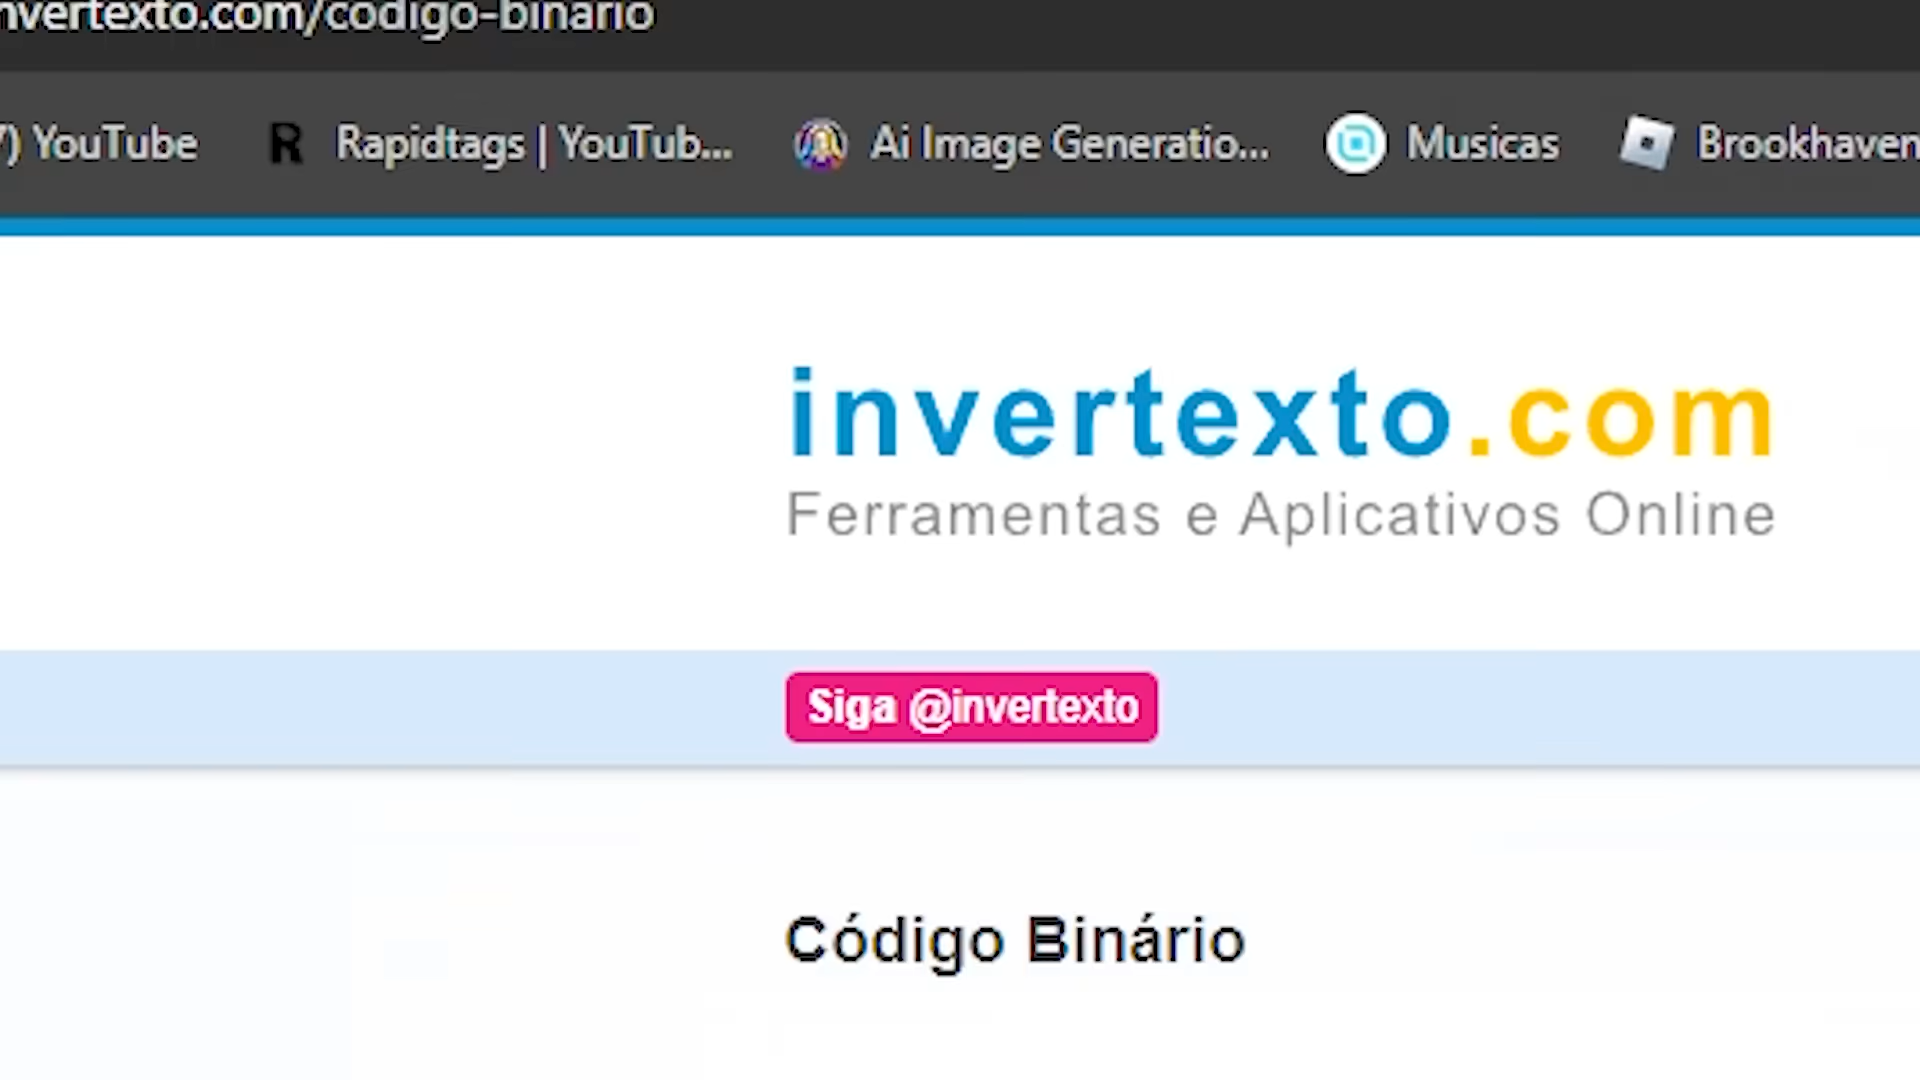 nvertexto.com/codigo-binario
7) YouTube R Rapidtags | YouTub... Ai Image Generatio... Musicas Brookhaven
invertexto.com
Ferramentas e Aplicativos Online
Siga @invertexto
Código Binário